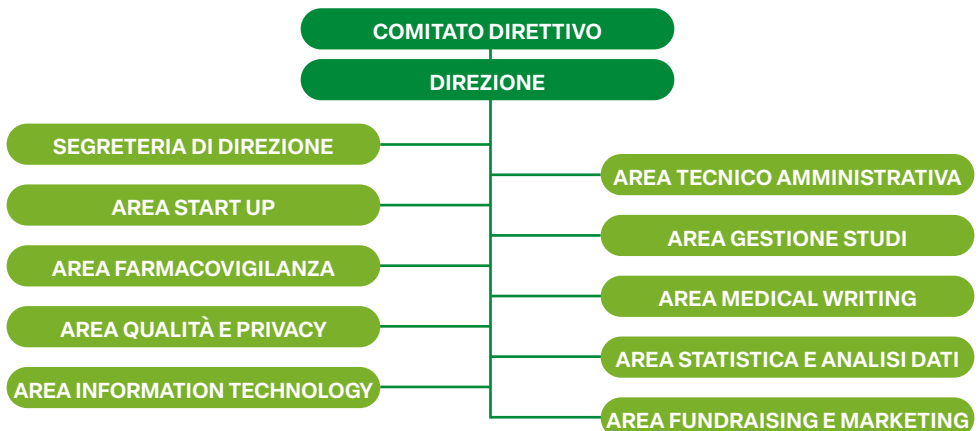 COMITATO DIRETTIVO
DIREZIONE
SEGRETERIA DI DIREZIONE
AREA TECNICO AMMINISTRATIVA
AREA START UP
AREA GESTIONE STUDI
AREA FARMACOVIGILANZA
AREA MEDICAL WRITING
AREA QUALITÀ E PRIVACY
AREA STATISTICA E ANALISI DATI
AREA INFORMATION TECHNOLOGY
AREA FUNDRAISING E MARKETING